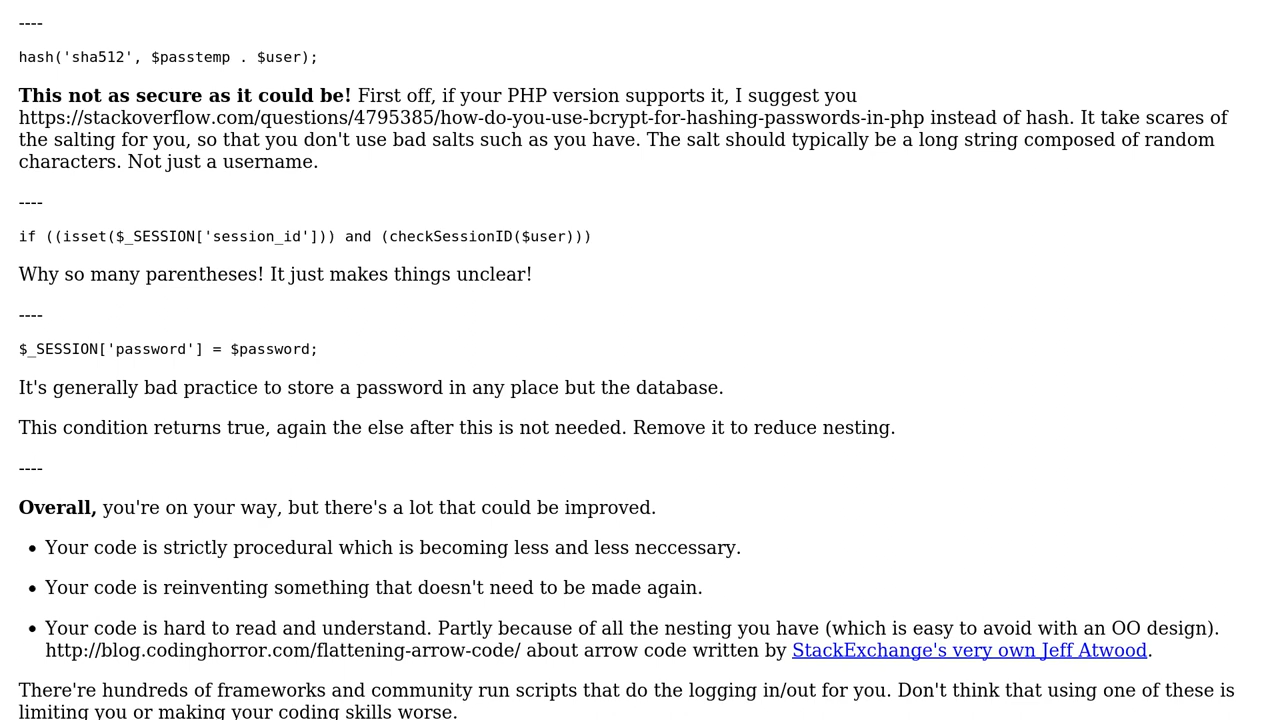 ----
hash('sha512', $passtemp . $user);
This not as secure as it could be! First off, if your PHP version supports it, I suggest you
https://stackoverflow.com/questions/4795385/how-do-you-use-bcrypt-for-hashing-passwords-in-php instead of hash. It take scares of
the salting for you, so that you don't use bad salts such as you have. The salt should typically be a long string composed of random
characters. Not just a username.
----
if ((isset($_SESSION['session_id'])) and (checkSessionID($user)))
Why so many parentheses! It just makes things unclear!
----
$_SESSION['password'] = $password;
It's generally bad practice to store a password in any place but the database.
This condition returns true, again the else after this is not needed. Remove it to reduce nesting.
----
Overall, you're on your way, but there's a lot that could be improved.
• Your code is strictly procedural which is becoming less and less neccessary.
• Your code is reinventing something that doesn't need to be made again.
• Your code is hard to read and understand. Partly because of all the nesting you have (which is easy to avoid with an OO design).
http://blog.codinghorror.com/flattening-arrow-code/ about arrow code written by StackExchange's very own Jeff Atwood.
There're hundreds of frameworks and community run scripts that do the logging in/out for you. Don't think that using one of these is
limiting you or making your coding skills worse.